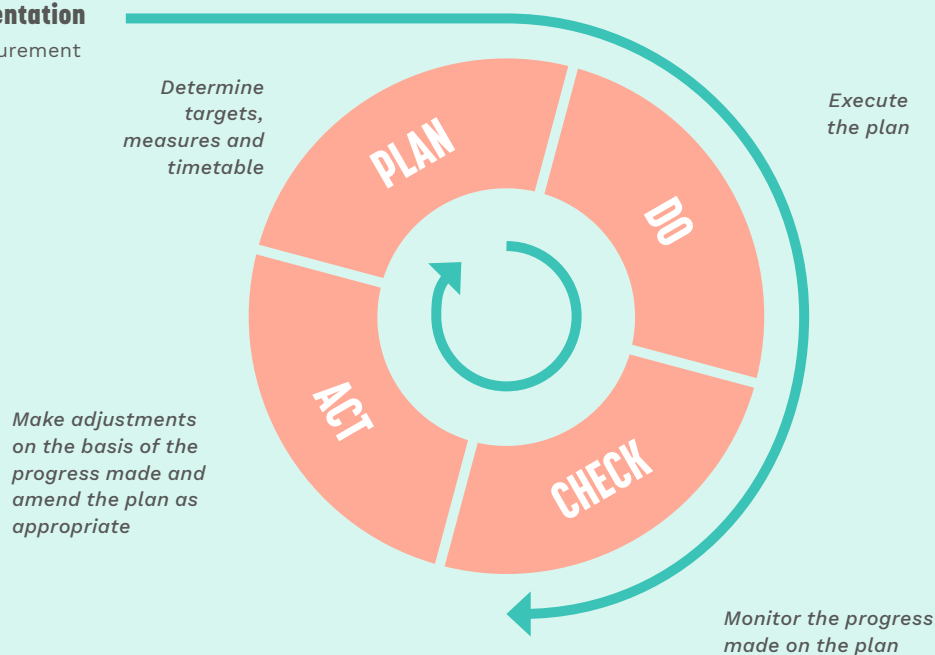 entation
urement
Determine
targets,
measures and
timetable
Execute
the plan
PLAN
DO
ACT
CHECK
Make adjustments
on the basis of the
progress made and
amend the plan as
appropriate
Monitor the progress
made on the plan